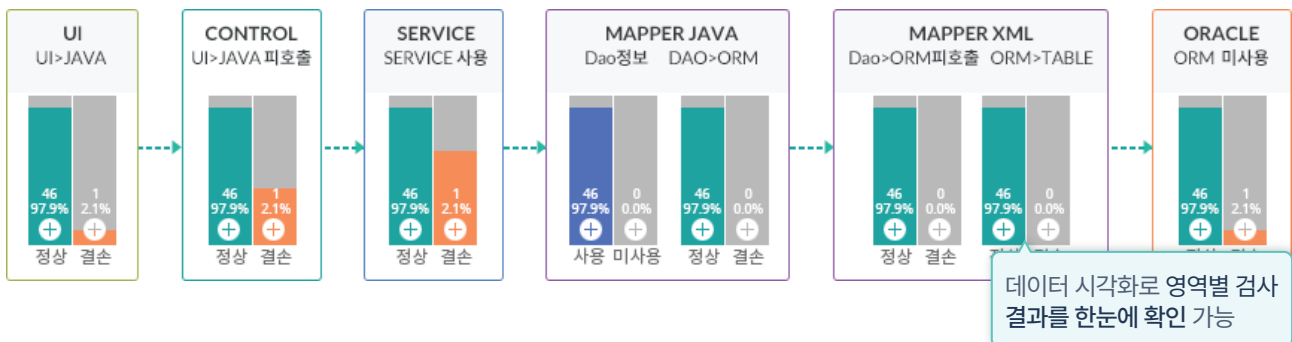 UI
UI>JAVA
46
97.9%
1
2.1%
정상 결손
CONTROL
UI>JAVA 피호출
46
97.9%
1
2.1%
정상 결손
SERVICE
SERVICE 사용
46
97.9%
1
2.1%
정상 결손
MAPPER JAVA
Dao정보 DAO>ORM
46
97.9%
0
0.0%
사용 미사용
46
97.9%
0
0.0%
정상 결손
MAPPER XML
Dao>ORM피호출 ORM>TABLE
46
97.9%
0
0.0%
정상 결손
46
97.9%
0
0.0%
ORACLE
ORM 미사용
46
97.9%
1
2.1%
데이터 시각화로 영역별 검사
결과를 한눈에 확인 가능